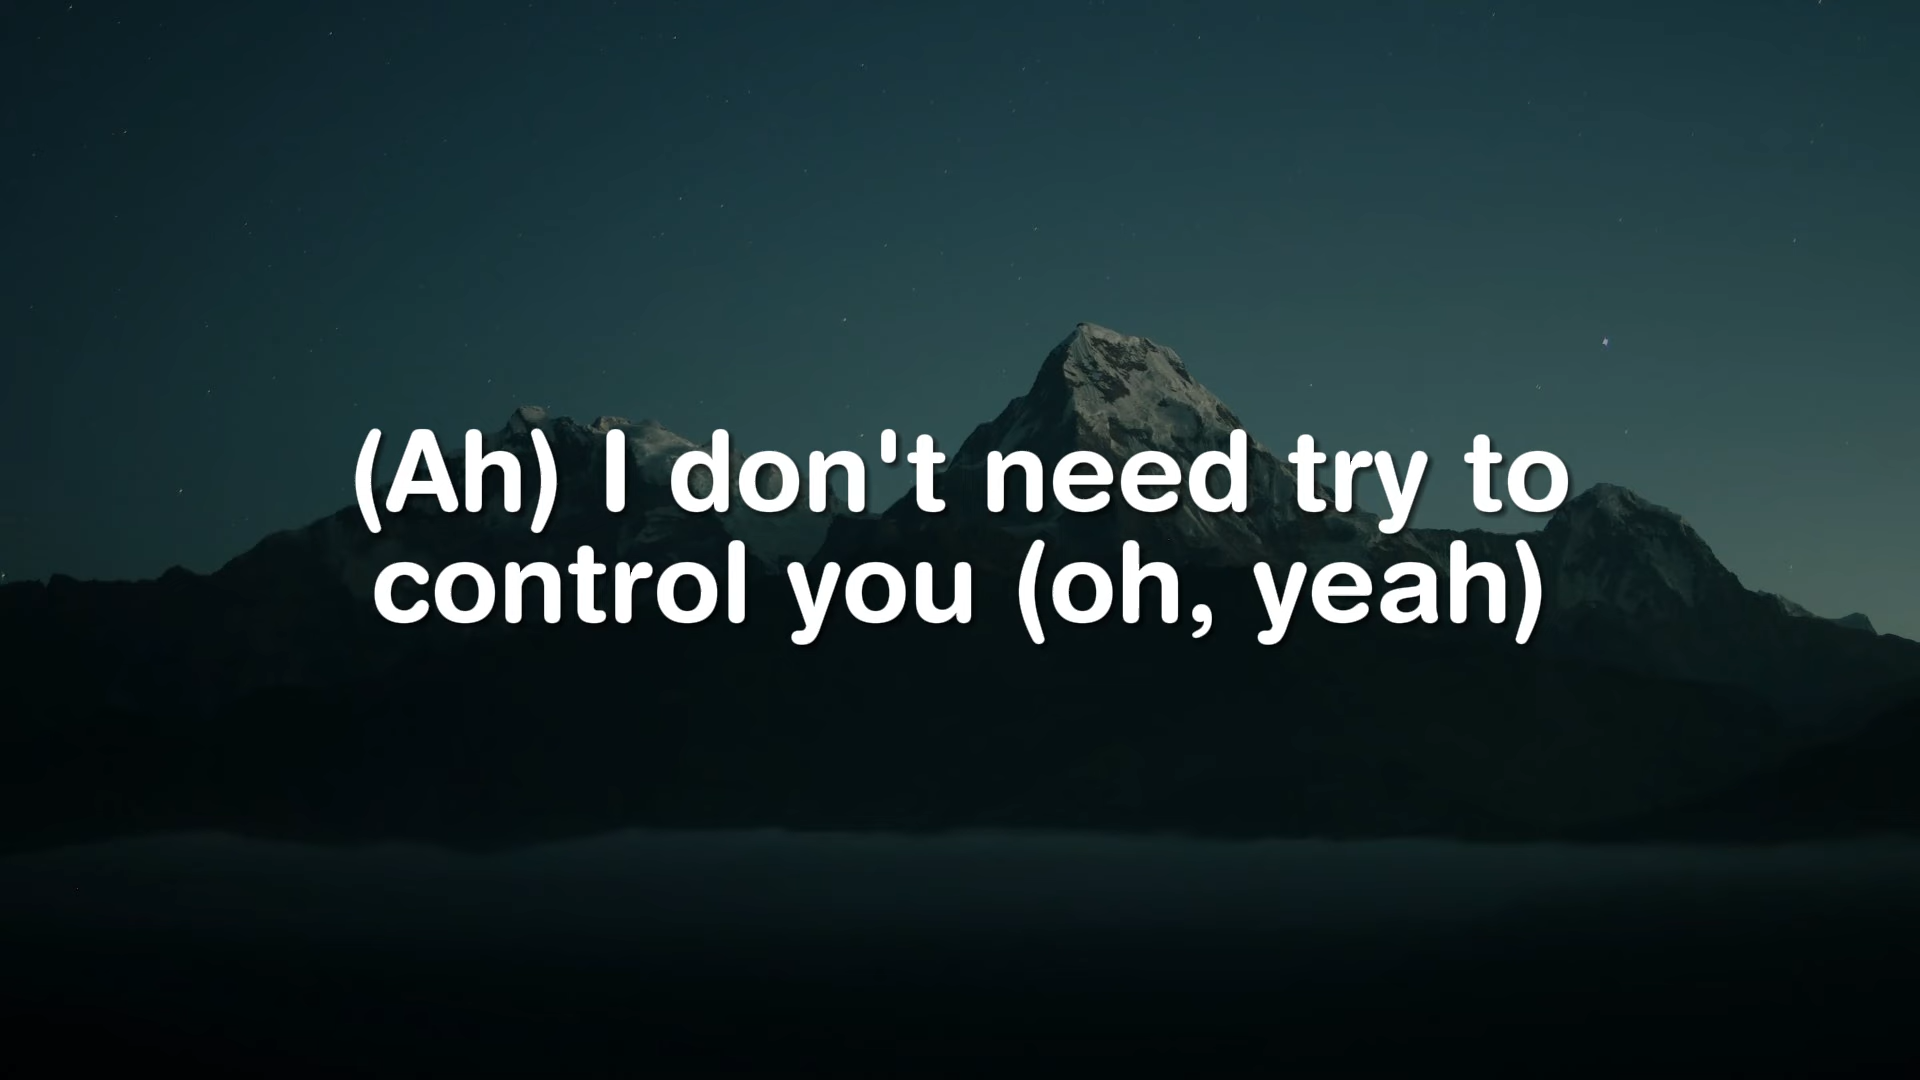 (Ah) I don't need try to
control you (oh, yeah)